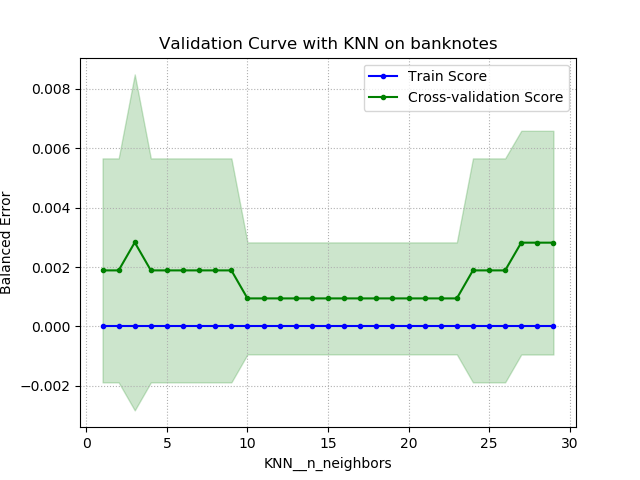 Validation Curve with KNN on banknotes
Train Score
Cross-validation Score
Balanced Error
0.008
0.006
0.004
0.002
0.000
−0.002
0 5 10 15 20 25 30
KNN__n_neighbors